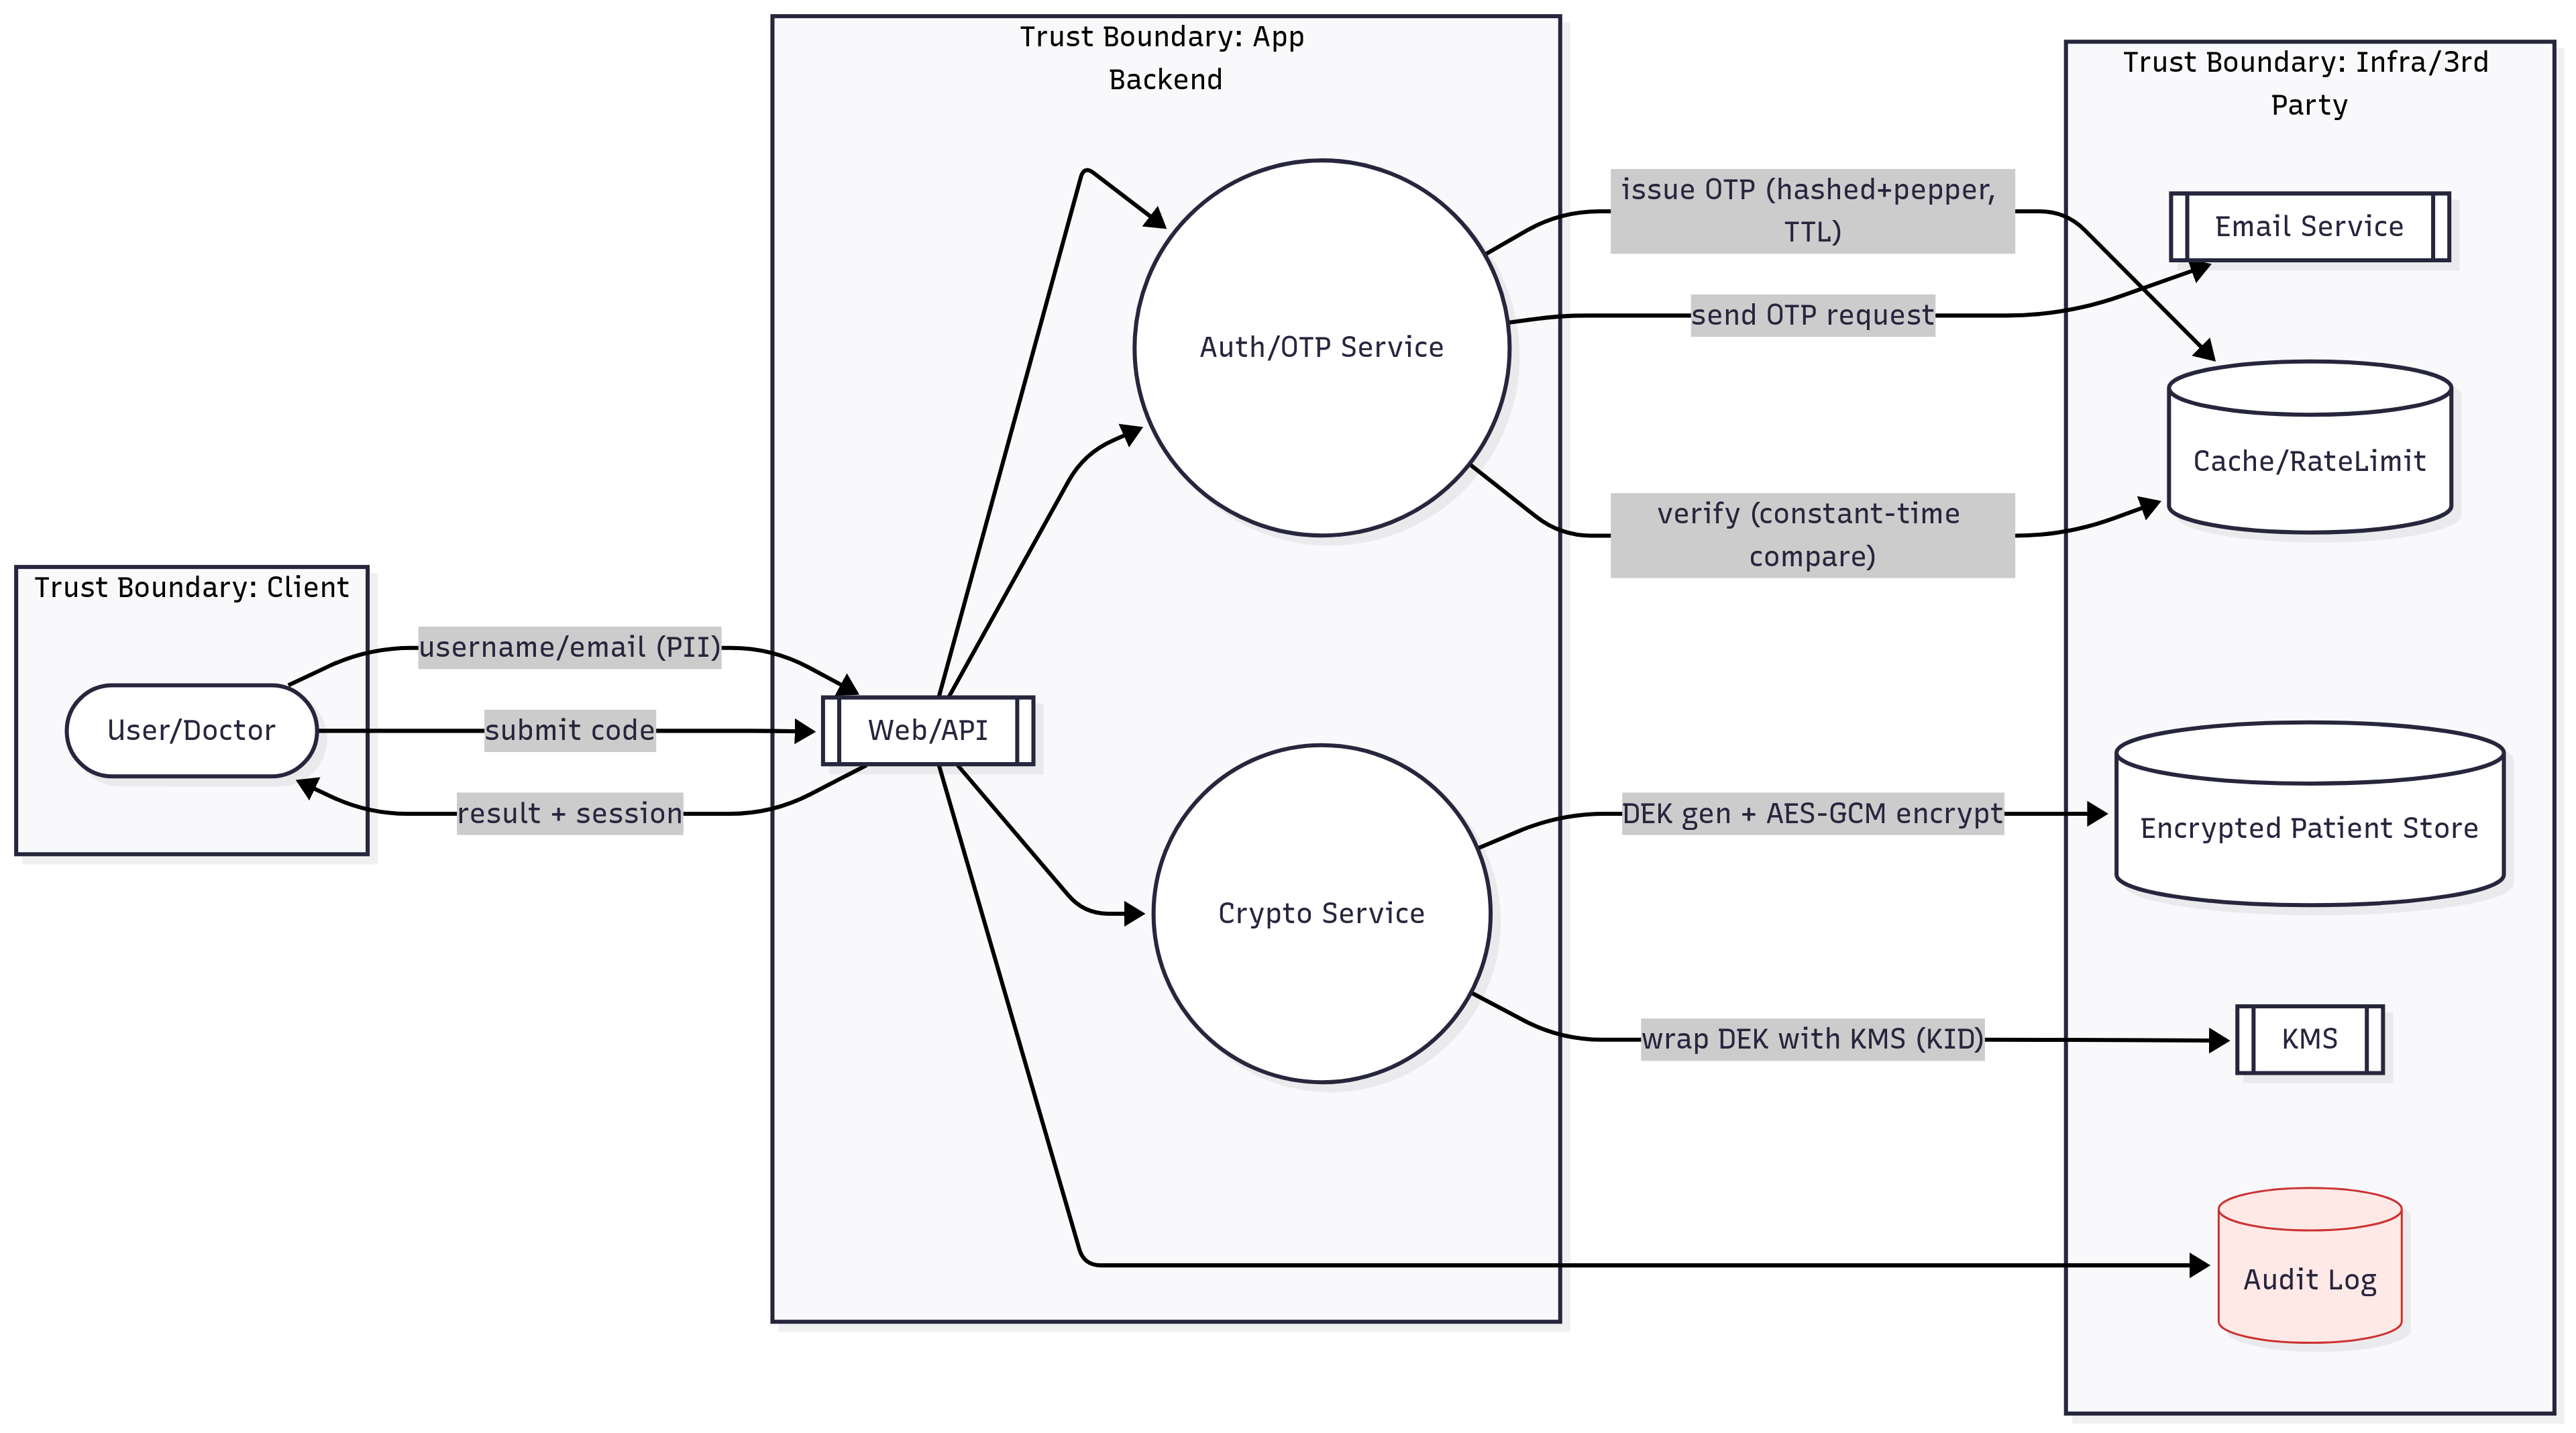 Trust Boundary: App
Backend
Trust Boundary: Infra/3rd
Party
issue OTP (hashed+pepper,
TTL)
Email Service
send OTP request
Auth/OTP Service
Cache/RateLimit
verify (constant-time
compare)
Trust Boundary: Client
username/email (PII)
User/Doctor
submit code
Web/API
result + session
DEK gen + AES-GCM encrypt
Encrypted Patient Store
Crypto Service
wrap DEK with KMS (KID)
KMS
Audit Log